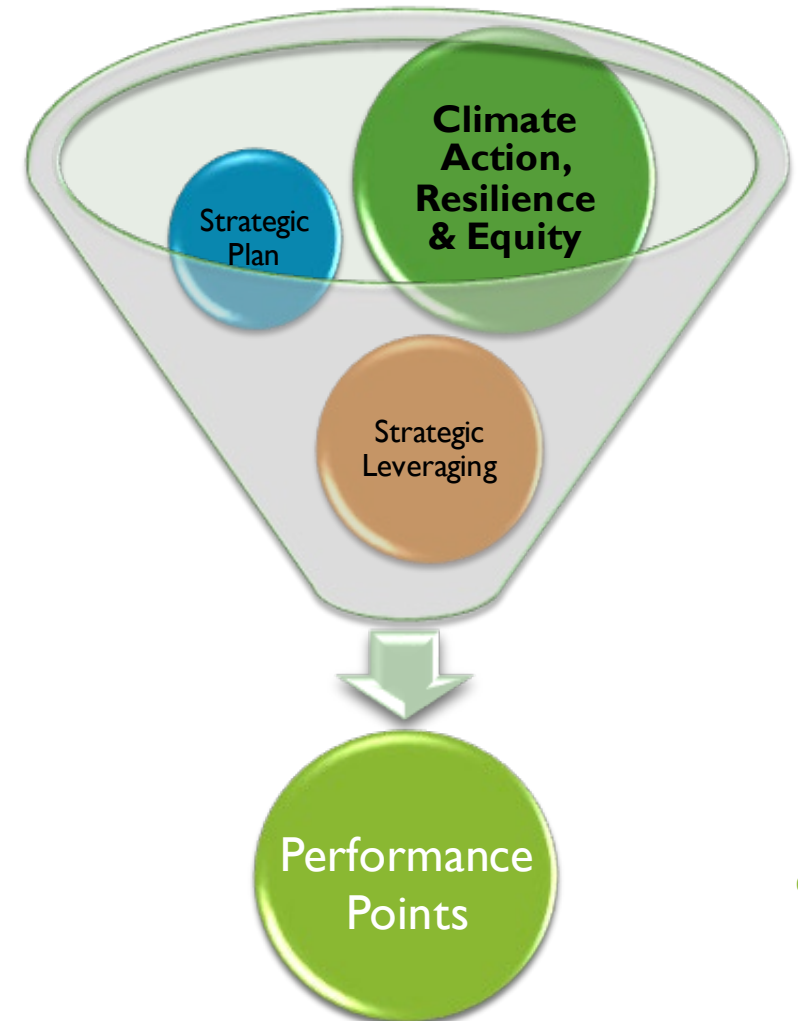 Climate
Action,
Resilience
& Equity
Strategic
Plan
Strategic
Leveraging
Performance
Points